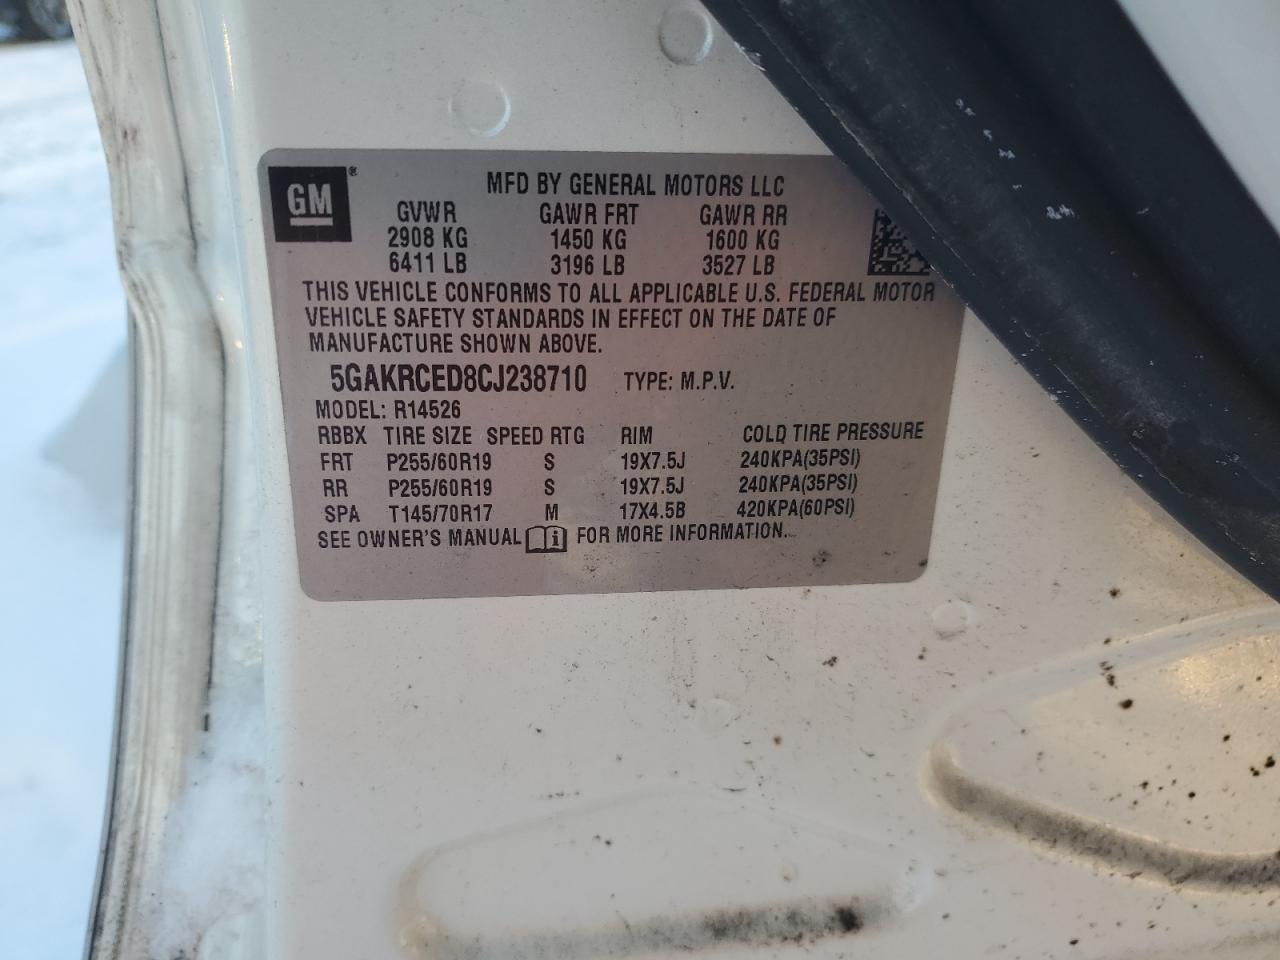 GM ®
MFD BY GENERAL MOTORS LLC
GVWR GAWR FRT GAWR RR
2908 KG 1450 KG 1600 KG
6411 LB 3196 LB 3527 LB
THIS VEHICLE CONFORMS TO ALL APPLICABLE U.S. FEDERAL MOTOR
VEHICLE SAFETY STANDARDS IN EFFECT ON THE DATE OF
MANUFACTURE SHOWN ABOVE.
5GAKRCED8CJ238710 TYPE: M.P.V.
MODEL: R14526
RBBX TIRE SIZE SPEED RTG RIM COLD TIRE PRESSURE
FRT P255/60R19 S 19X7.5J 240KPA(35PSI)
RR P255/60R19 S 19X7.5J 240KPA(35PSI)
SPA T145/70R17 M 17X4.5B 420KPA(60PSI)
SEE OWNER'S MANUAL i FOR MORE INFORMATION.